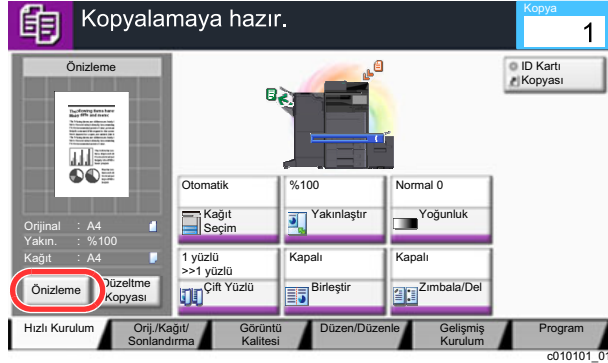 Kopyalamaya hazır.
Kopya
1
Önizleme
ID Kartı
Kopyası
Orijinal : A4
Yakın. : %100
Kağıt : A4
Önizleme
Düzeltme
Kopyası
Otomatik
Kağıt
Seçim
%100
Yakınlaştır
Normal 0
Yoğunluk
1 yüzlü
>>1 yüzlü
Çift Yüzlü
Kapalı
Birleştir
Kapalı
Zımbala/Del
Hızlı Kurulum
Orij./Kağıt/
Sonlandırma
Görüntü
Kalitesi
Düzen/Düzenle
Gelişmiş
Kurulum
Program
c010101_01